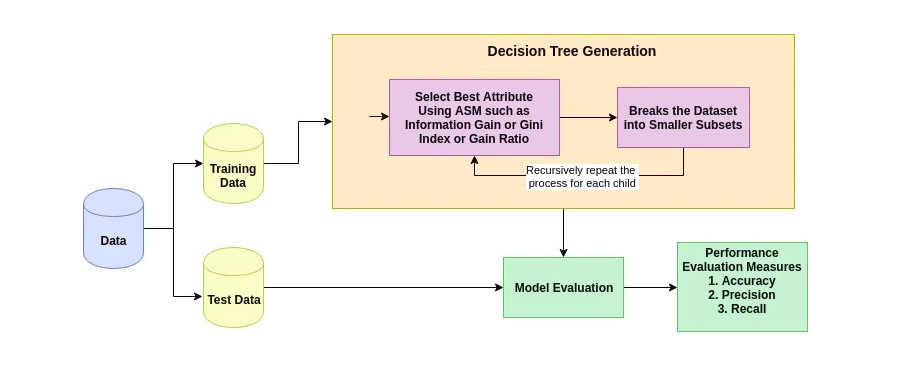 Decision Tree Generation
Select Best Attribute
Using ASM such as
Information Gain or Gini
Index or Gain Ratio
Breaks the Dataset
into Smaller Subsets
Recursively repeat the
process for each child
Training
Data
Data
Test Data
Model Evaluation
Performance
Evaluation Measures
1. Accuracy
2. Precision
3. Recall